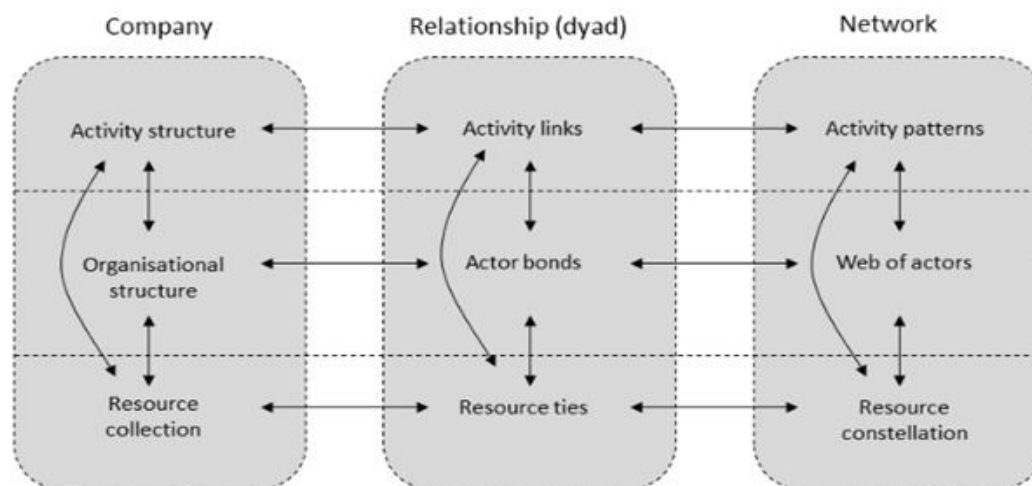 Company
Relationship (dyad)
Network
Activity structure
Activity links
Activity patterns
Organisational
structure
Actor bonds
Web of actors
Resource
collection
Resource ties
Resource
constellation